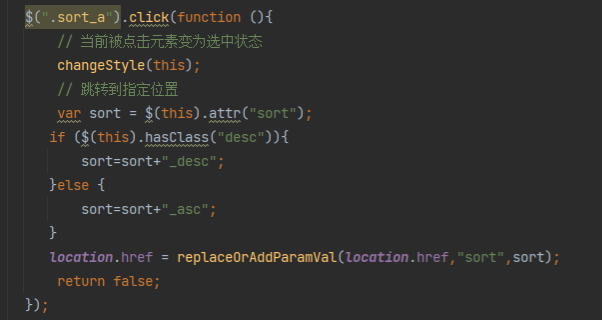 $(".sort_a").click(function (){
// 当前被点击元素变为选中状态
changeStyle(this);
// 跳转到指定位置
var sort = $(this).attr("sort");
if ($(this).hasClass("desc")){
sort=sort+"_desc";
}else {
sort=sort+"_asc";
}
location.href = replaceOrAddParamVal(location.href,"sort",sort);
return false;
});